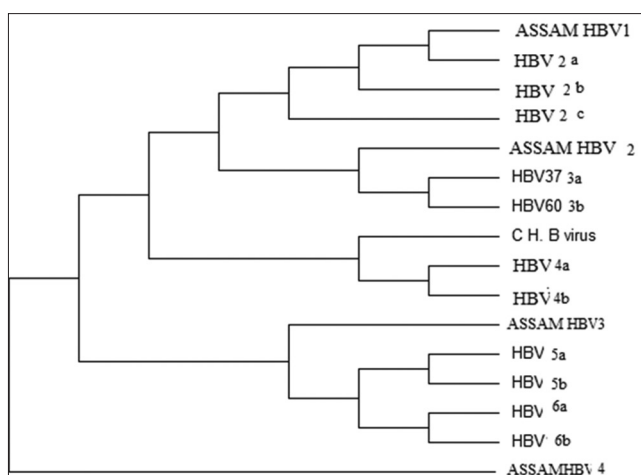 ASSAM HBV1
HBV 2 a
HBV 2 b
HBV 2 c
ASSAM HBV 2
HBV37 3a
HBV60 3b
C H. B virus
HBV 4a
HBV 4b
ASSAM HBV3
HBV 5a
HBV 5b
HBV 6a
HBV 6b
ASSAMHBV 4